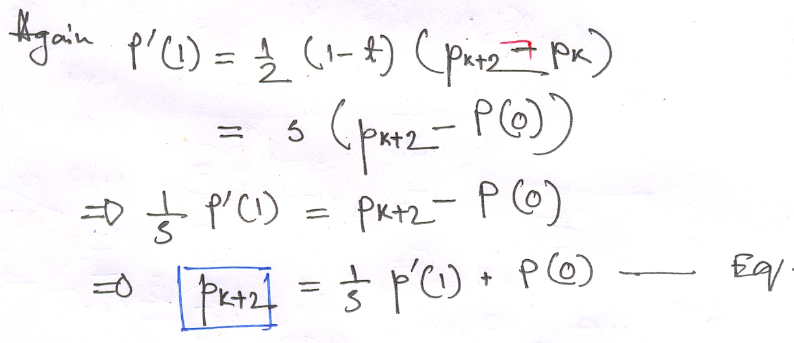 Again P'(1) = 1/2 (1-t) (Pk+2 - Pk)
= s (Pk+2 - P(0))
⇒ 1/s P'(1) = Pk+2 - P(0)
⇒ Pk+2 = 1/s P'(1) + P(0) — Eq.